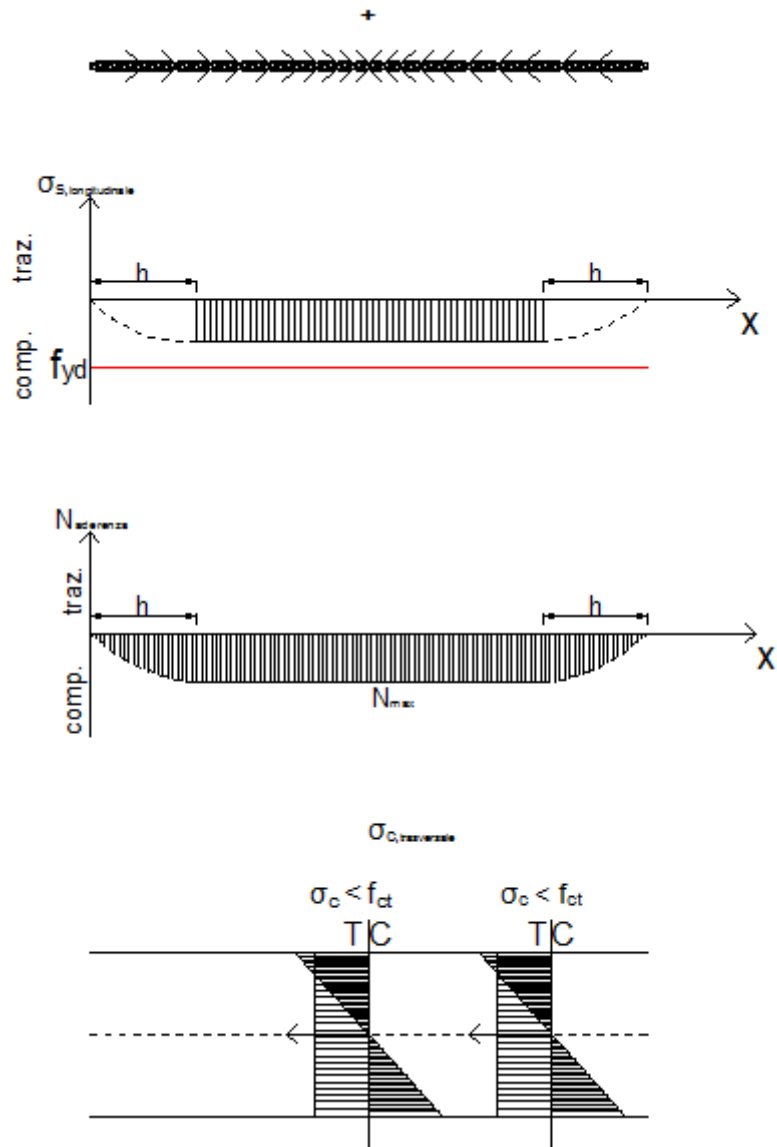 +
σS,longitudinale
traz.
comp.
h
h
X
fyd
Naderenza
traz.
comp.
h
h
X
Nmax
σC,trasversale
σc < fct
σc < fct
T C
T C